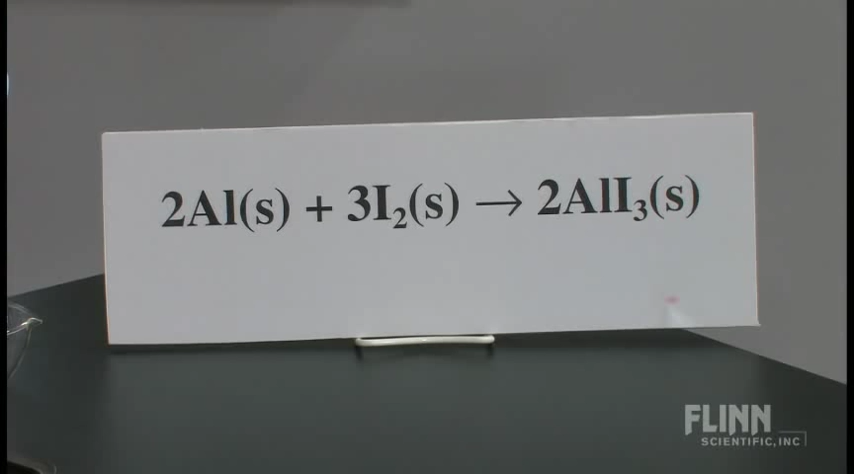 2Al(s) + 3I₂(s) → 2AlI₃(s)
FLINN
SCIENTIFIC, INC